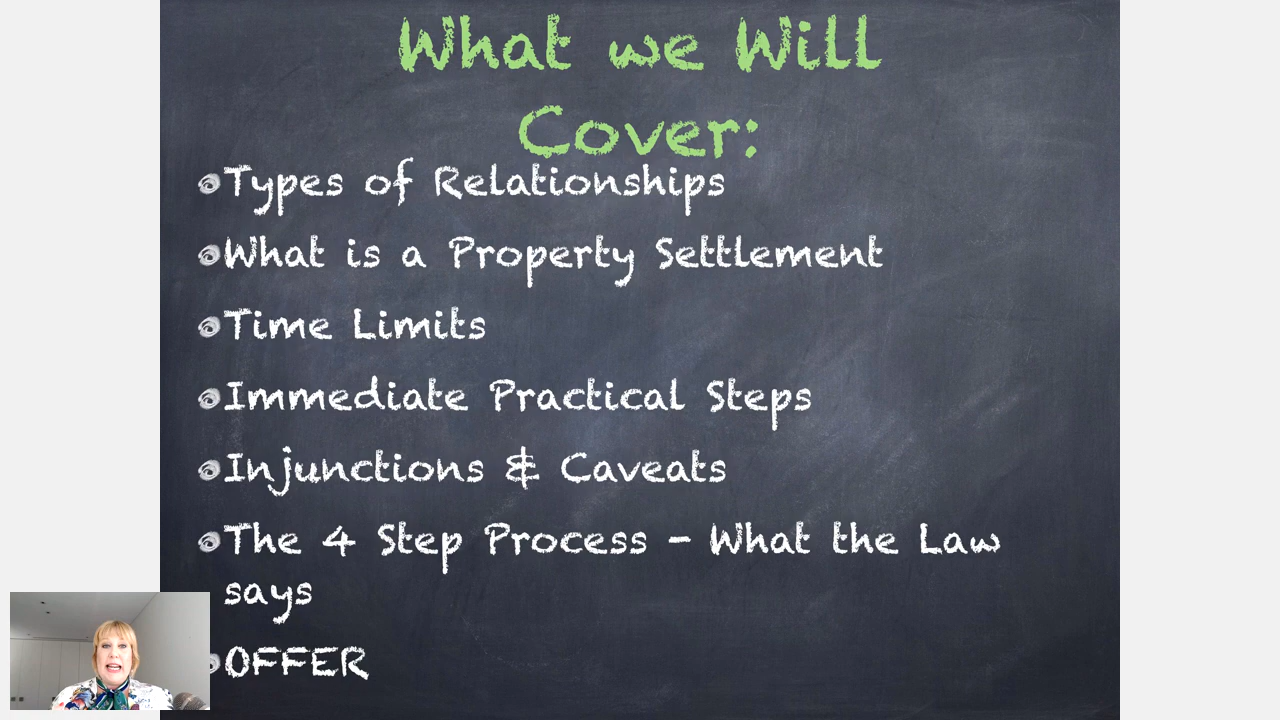 What we Will
Cover:
Types of Relationships
What is a Property Settlement
Time Limits
Immediate Practical Steps
Injunctions & Caveats
The 4 Step Process - What the Law
says
OFFER